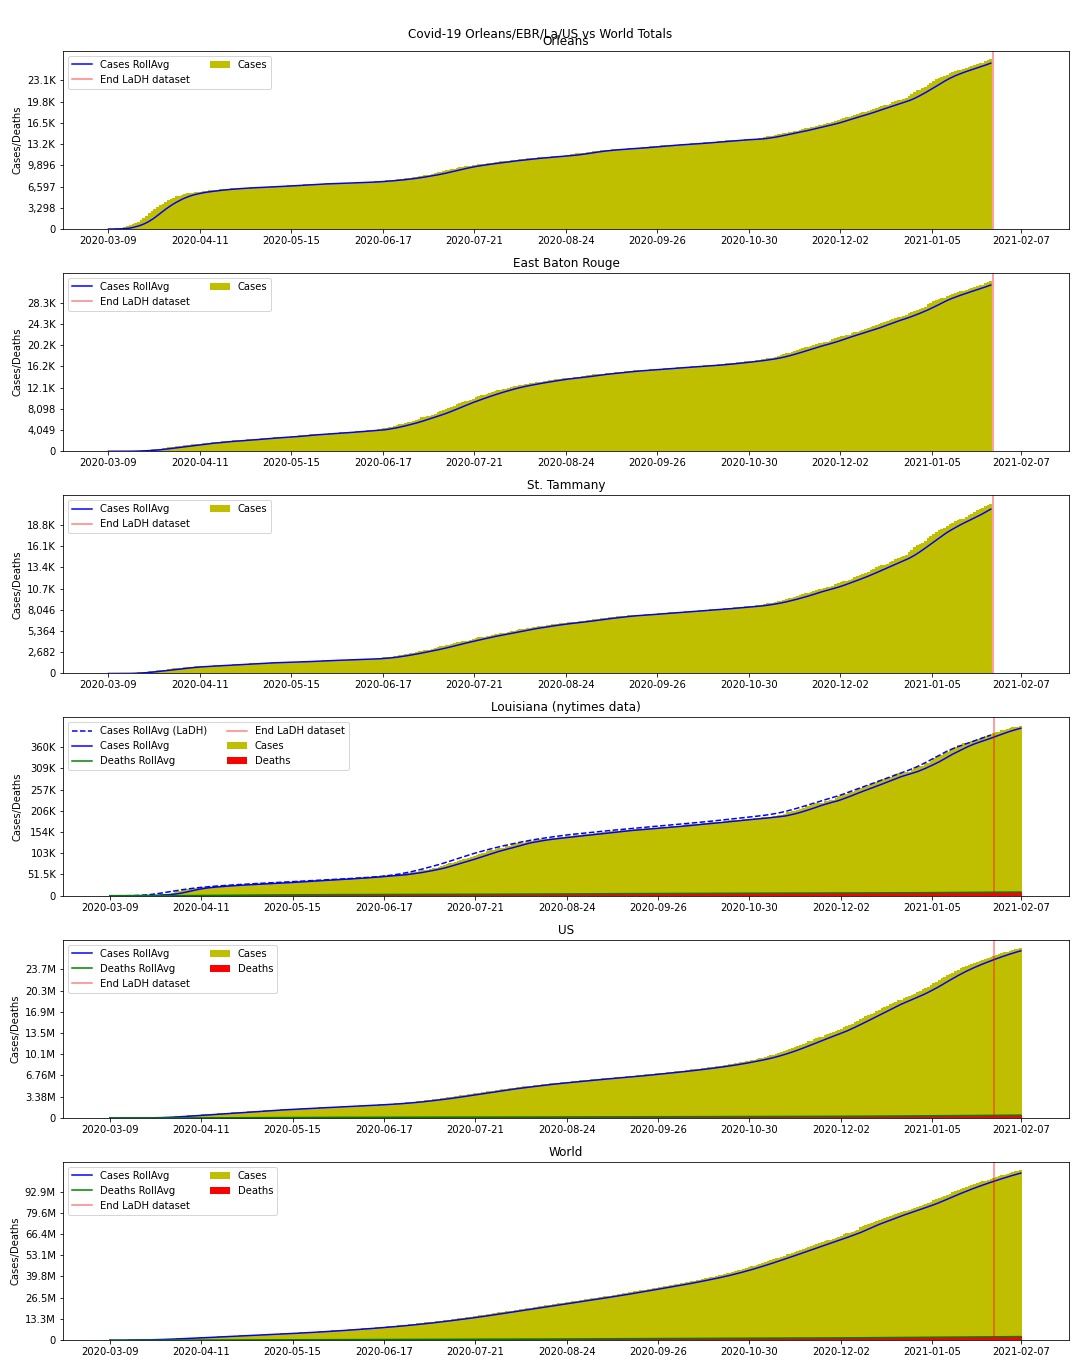 Covid-19 Orleans/EBR/La/US vs World Totals
Orleans
Cases RollAvg
End LaDH dataset
Cases
Cases/Deaths
23.1K
19.8K
16.5K
13.2K
9,896
6,597
3,298
0
2020-03-09 2020-04-11 2020-05-15 2020-06-17 2020-07-21 2020-08-24 2020-09-26 2020-10-30 2020-12-02 2021-01-05 2021-02-07
East Baton Rouge
Cases RollAvg
End LaDH dataset
Cases
Cases/Deaths
28.3K
24.3K
20.2K
16.2K
12.1K
8,098
4,049
0
2020-03-09 2020-04-11 2020-05-15 2020-06-17 2020-07-21 2020-08-24 2020-09-26 2020-10-30 2020-12-02 2021-01-05 2021-02-07
St. Tammany
Cases RollAvg
End LaDH dataset
Cases
Cases/Deaths
18.8K
16.1K
13.4K
10.7K
8,046
5,364
2,682
0
2020-03-09 2020-04-11 2020-05-15 2020-06-17 2020-07-21 2020-08-24 2020-09-26 2020-10-30 2020-12-02 2021-01-05 2021-02-07
Louisiana (nytimes data)
Cases RollAvg (LaDH)
Cases RollAvg
Deaths RollAvg
End LaDH dataset
Cases
Deaths
Cases/Deaths
360K
309K
257K
206K
154K
103K
51.5K
0
2020-03-09 2020-04-11 2020-05-15 2020-06-17 2020-07-21 2020-08-24 2020-09-26 2020-10-30 2020-12-02 2021-01-05 2021-02-07
US
Cases RollAvg
Deaths RollAvg
End LaDH dataset
Cases
Deaths
Cases/Deaths
23.7M
20.3M
16.9M
13.5M
10.1M
6.76M
3.38M
0
2020-03-09 2020-04-11 2020-05-15 2020-06-17 2020-07-21 2020-08-24 2020-09-26 2020-10-30 2020-12-02 2021-01-05 2021-02-07
World
Cases RollAvg
Deaths RollAvg
End LaDH dataset
Cases
Deaths
Cases/Deaths
92.9M
79.6M
66.4M
53.1M
39.8M
26.5M
13.3M
0
2020-03-09 2020-04-11 2020-05-15 2020-06-17 2020-07-21 2020-08-24 2020-09-26 2020-10-30 2020-12-02 2021-01-05 2021-02-07